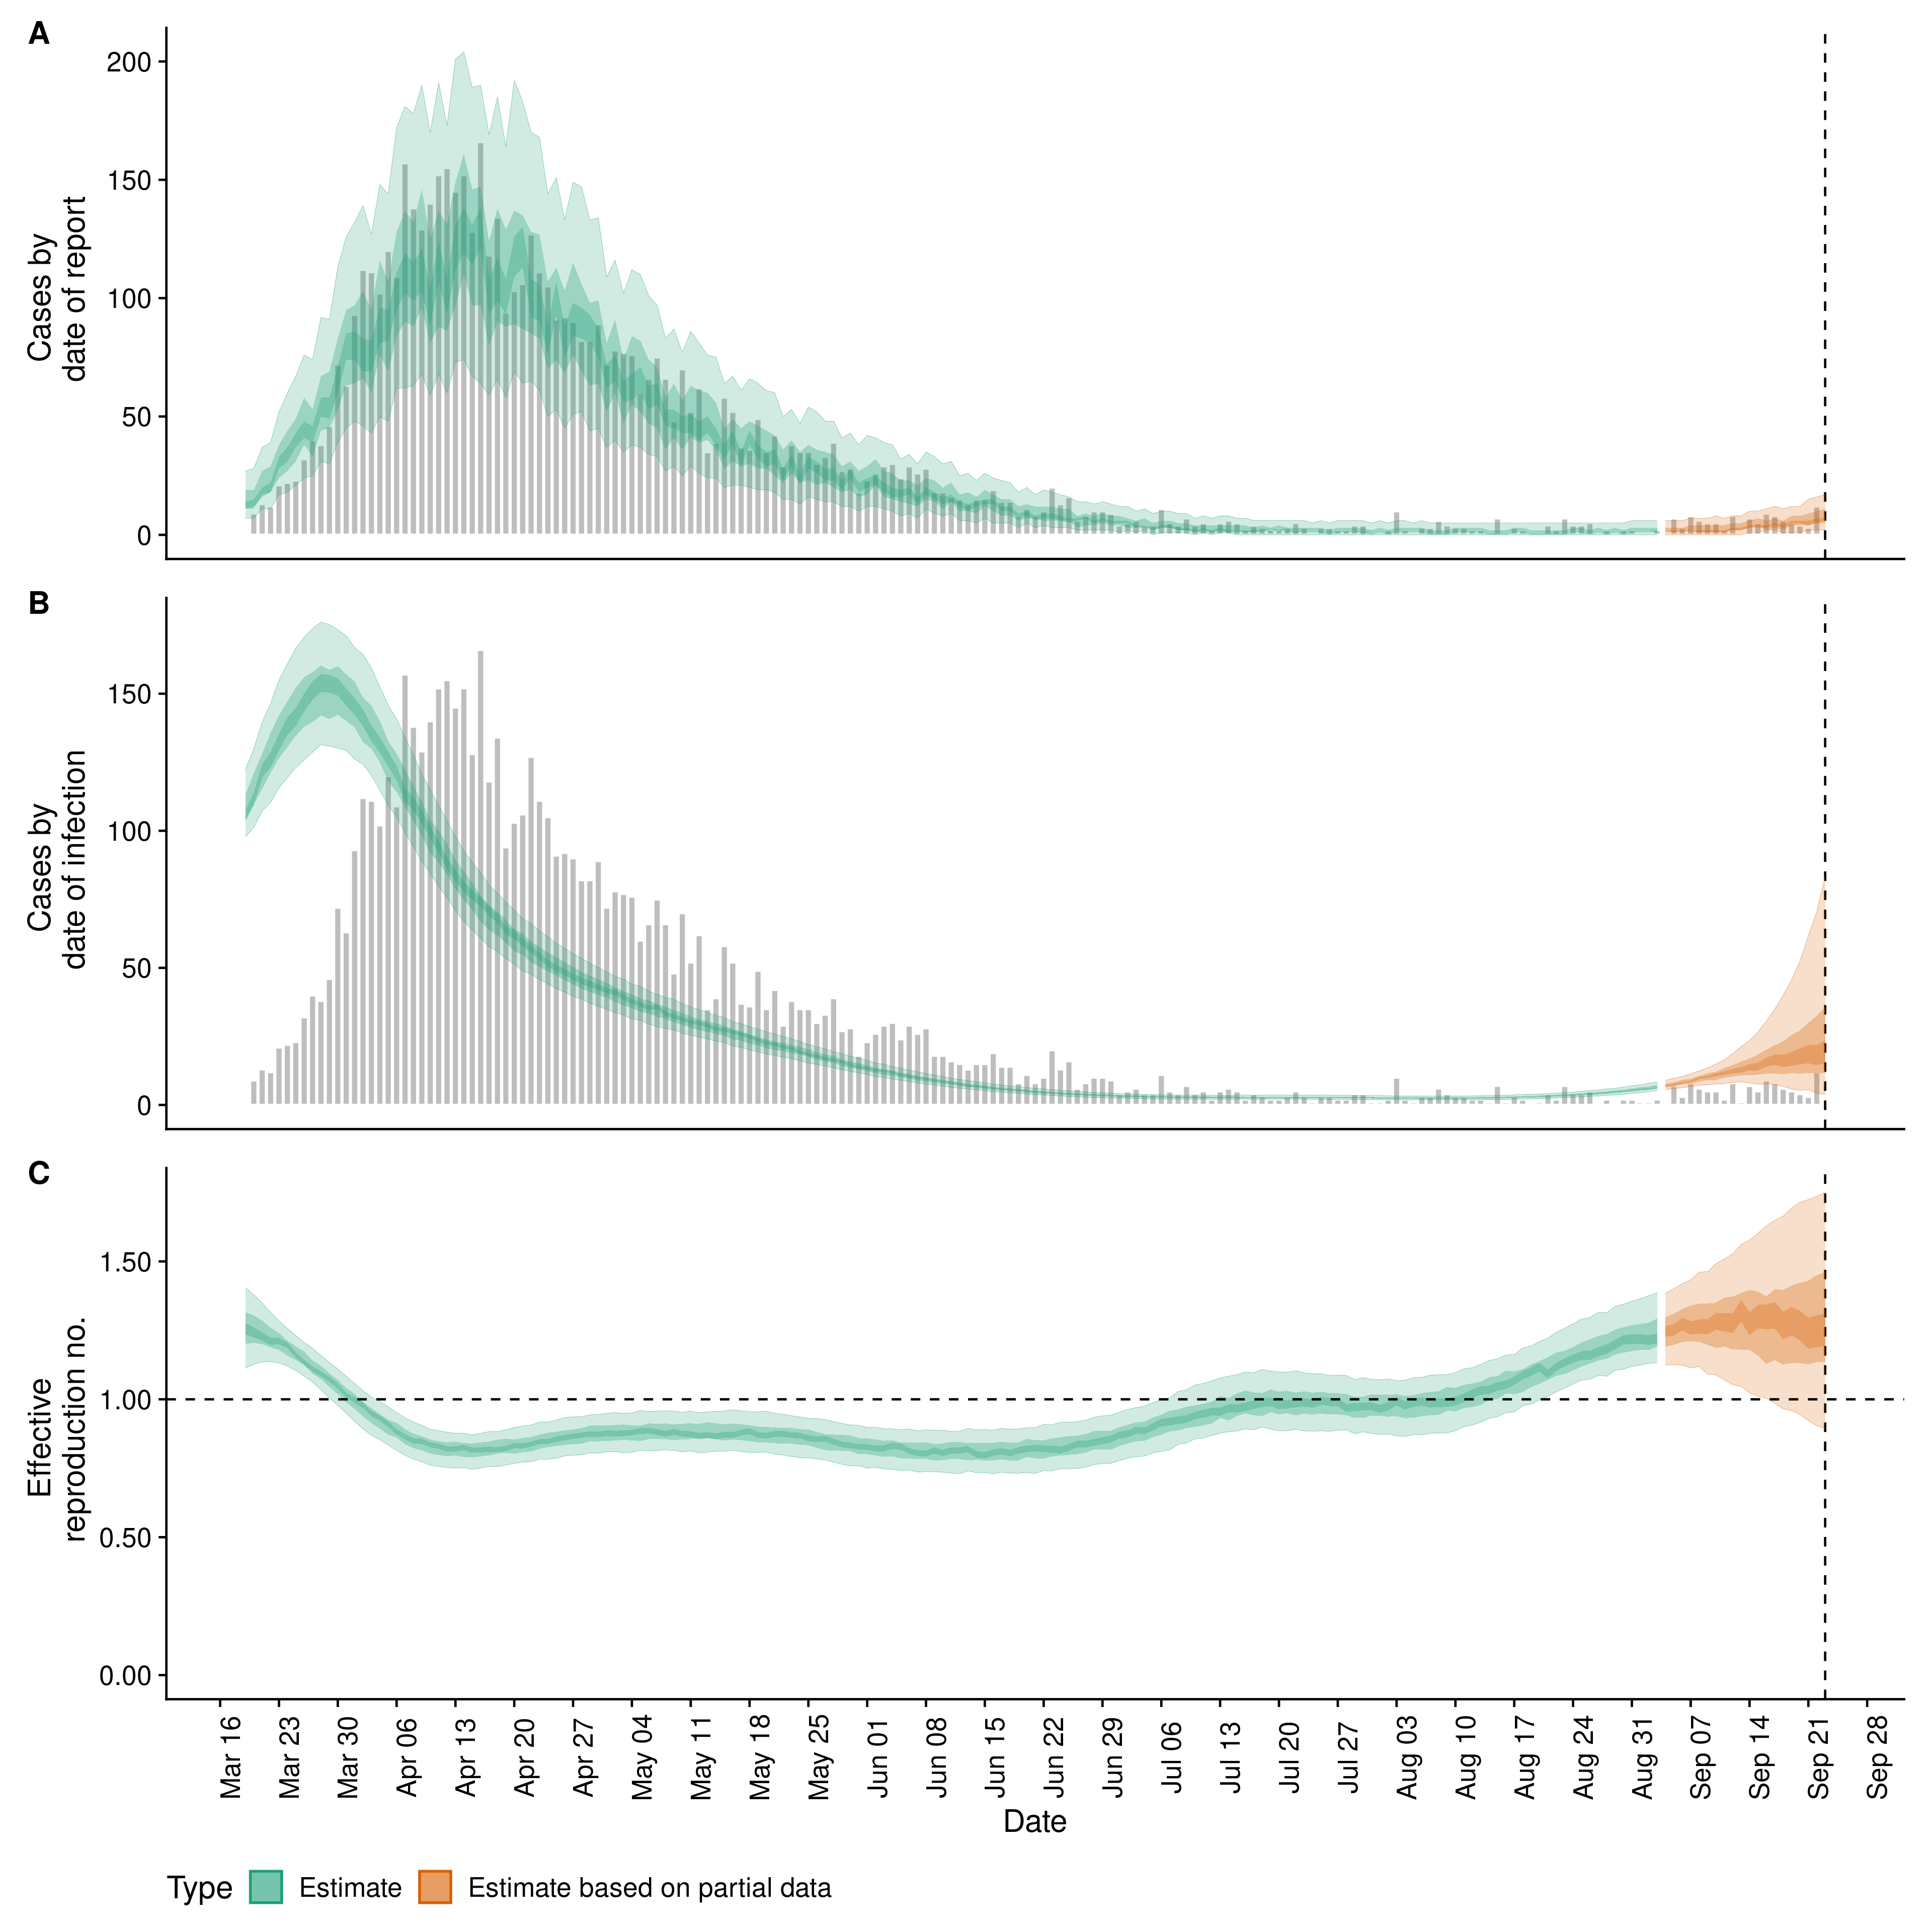 A
200
150
100
50
0
Cases by
date of report
B
150
100
50
0
Cases by
date of infection
C
1.50
1.00
0.50
0.00
Effective
reproduction no.
Mar 16
Mar 23
Mar 30
Apr 06
Apr 13
Apr 20
Apr 27
May 04
May 11
May 18
May 25
Jun 01
Jun 08
Jun 15
Jun 22
Jun 29
Jul 06
Jul 13
Jul 20
Jul 27
Aug 03
Aug 10
Aug 17
Aug 24
Aug 31
Sep 07
Sep 14
Sep 21
Sep 28
Date
Type Estimate Estimate based on partial data